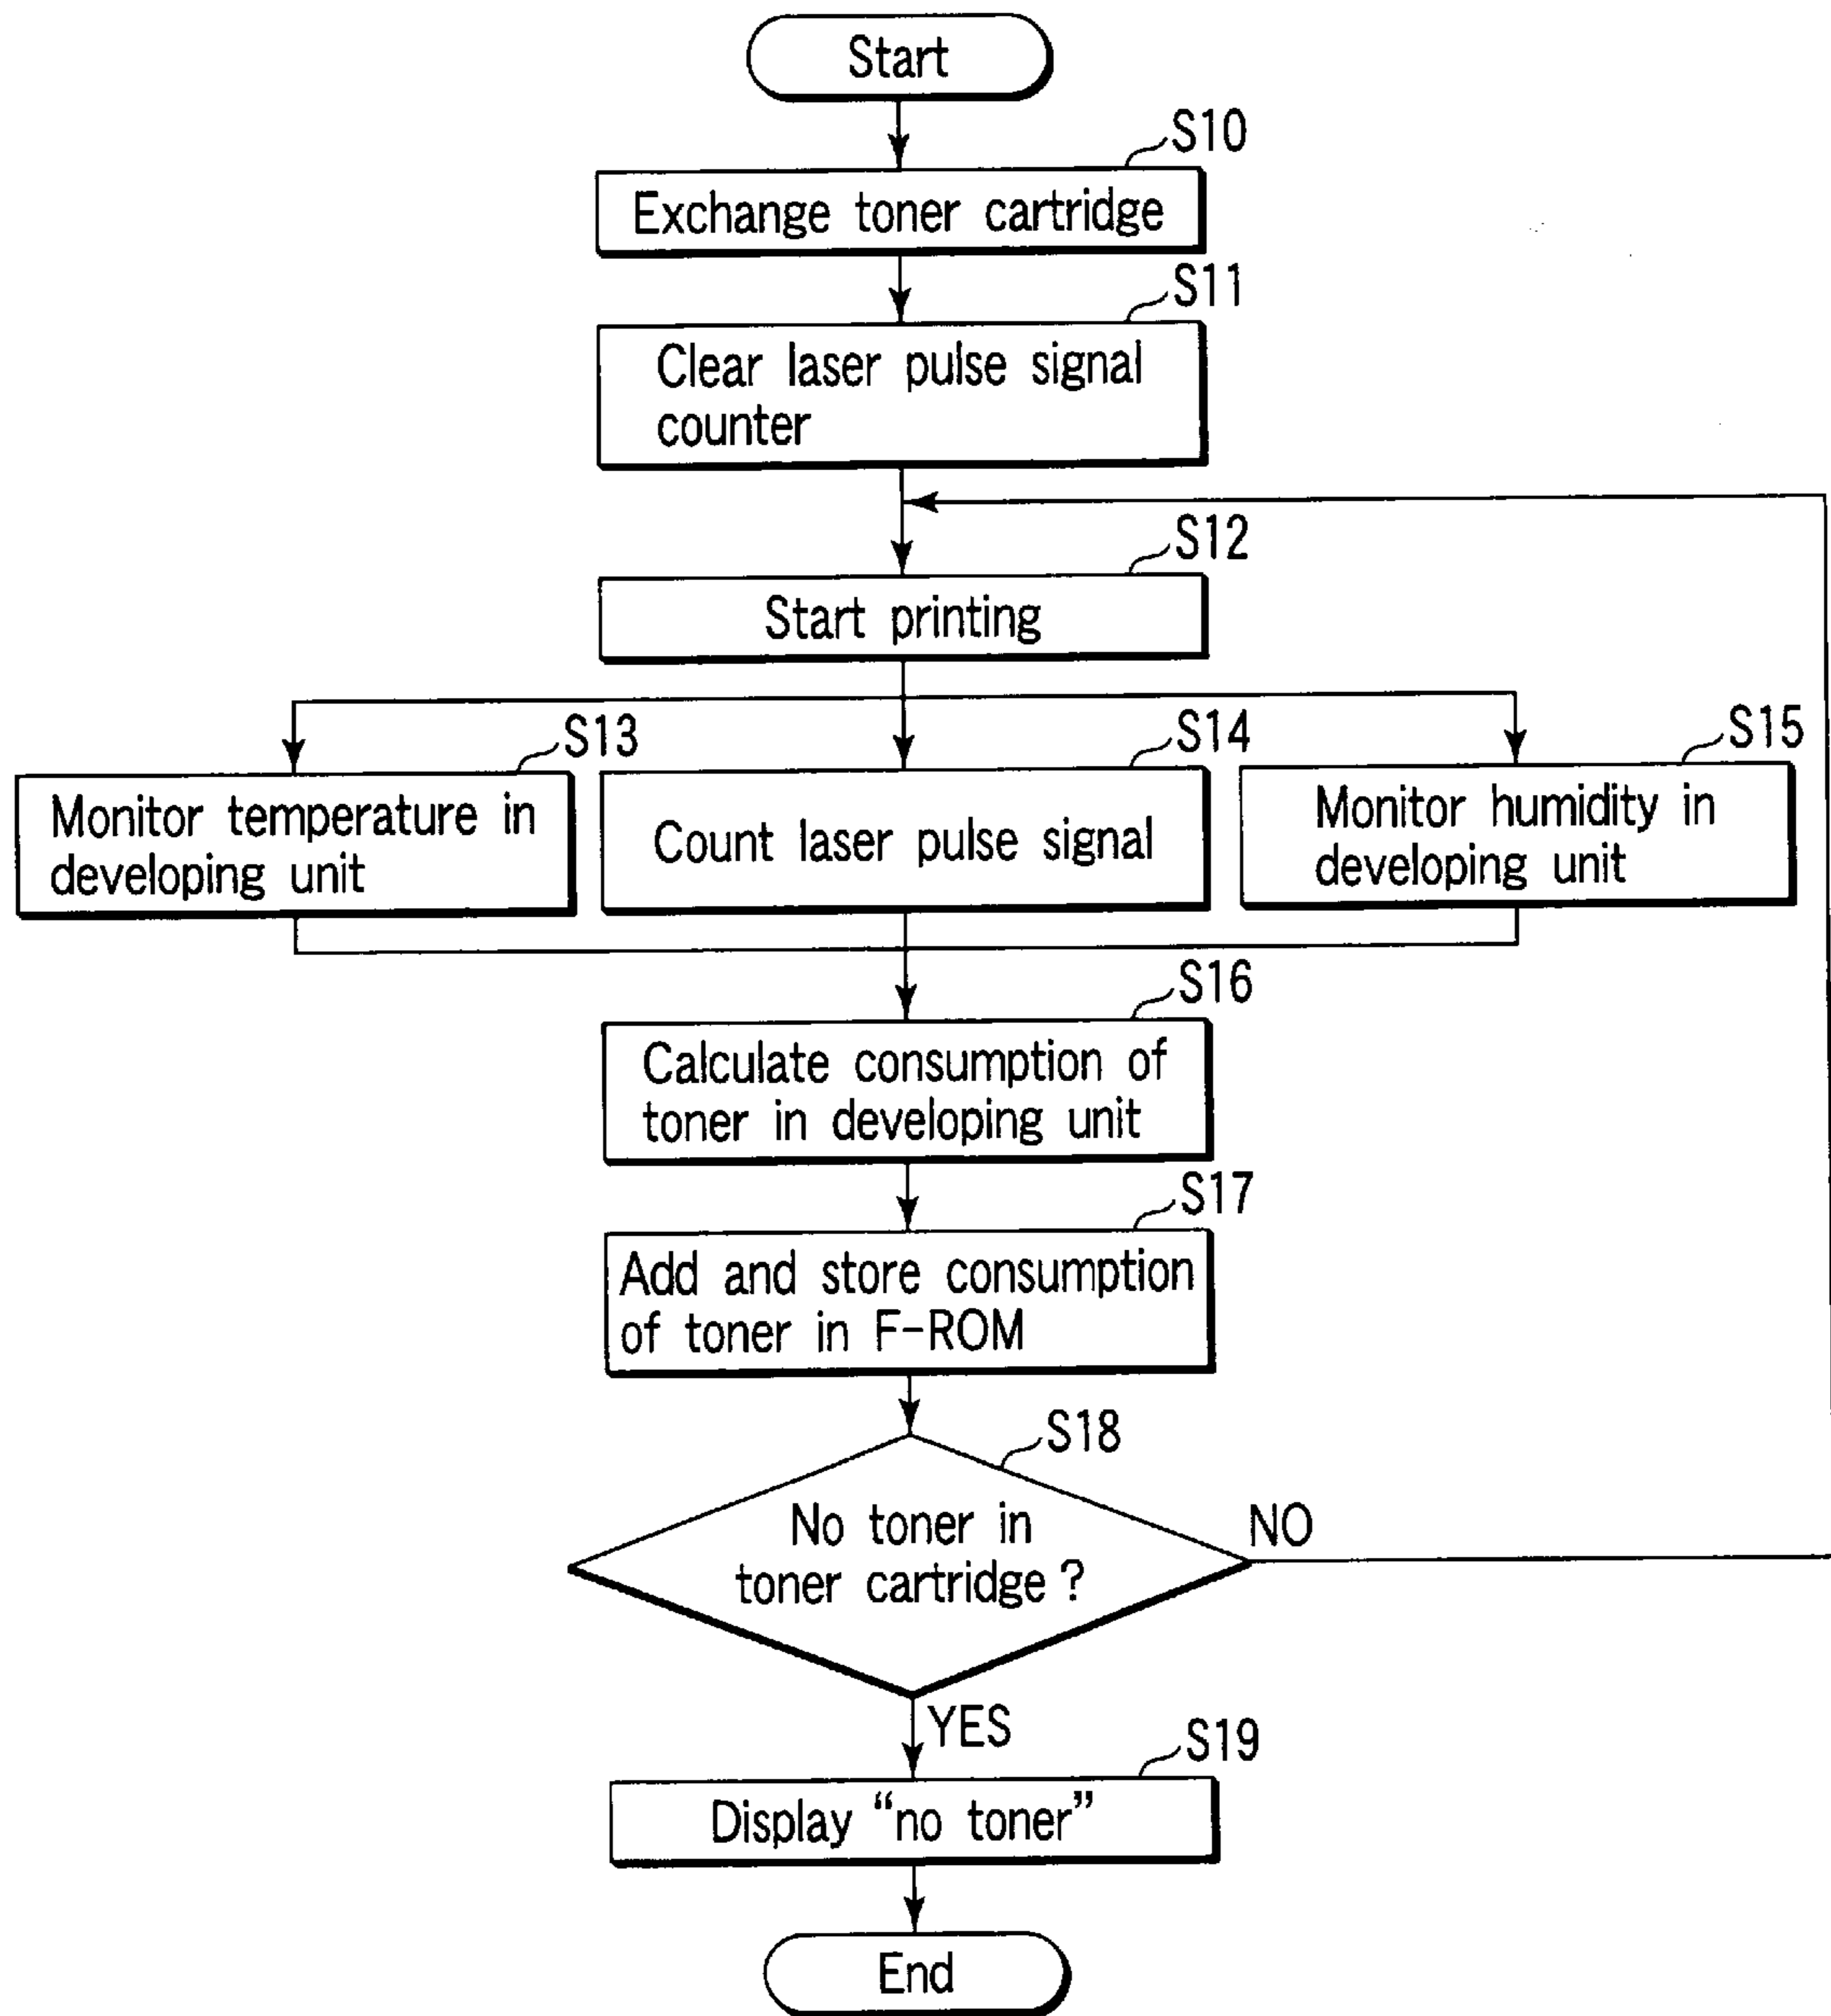 Start
S10
Exchange toner cartridge
S11
Clear laser pulse signal
counter
S12
Start printing
S13
Monitor temperature in
developing unit
S14
Count laser pulse signal
S15
Monitor humidity in
developing unit
S16
Calculate consumption of
toner in developing unit
S17
Add and store consumption
of toner in F-ROM
S18
No toner in
toner cartridge?
NO
YES
S19
Display “no toner”
End